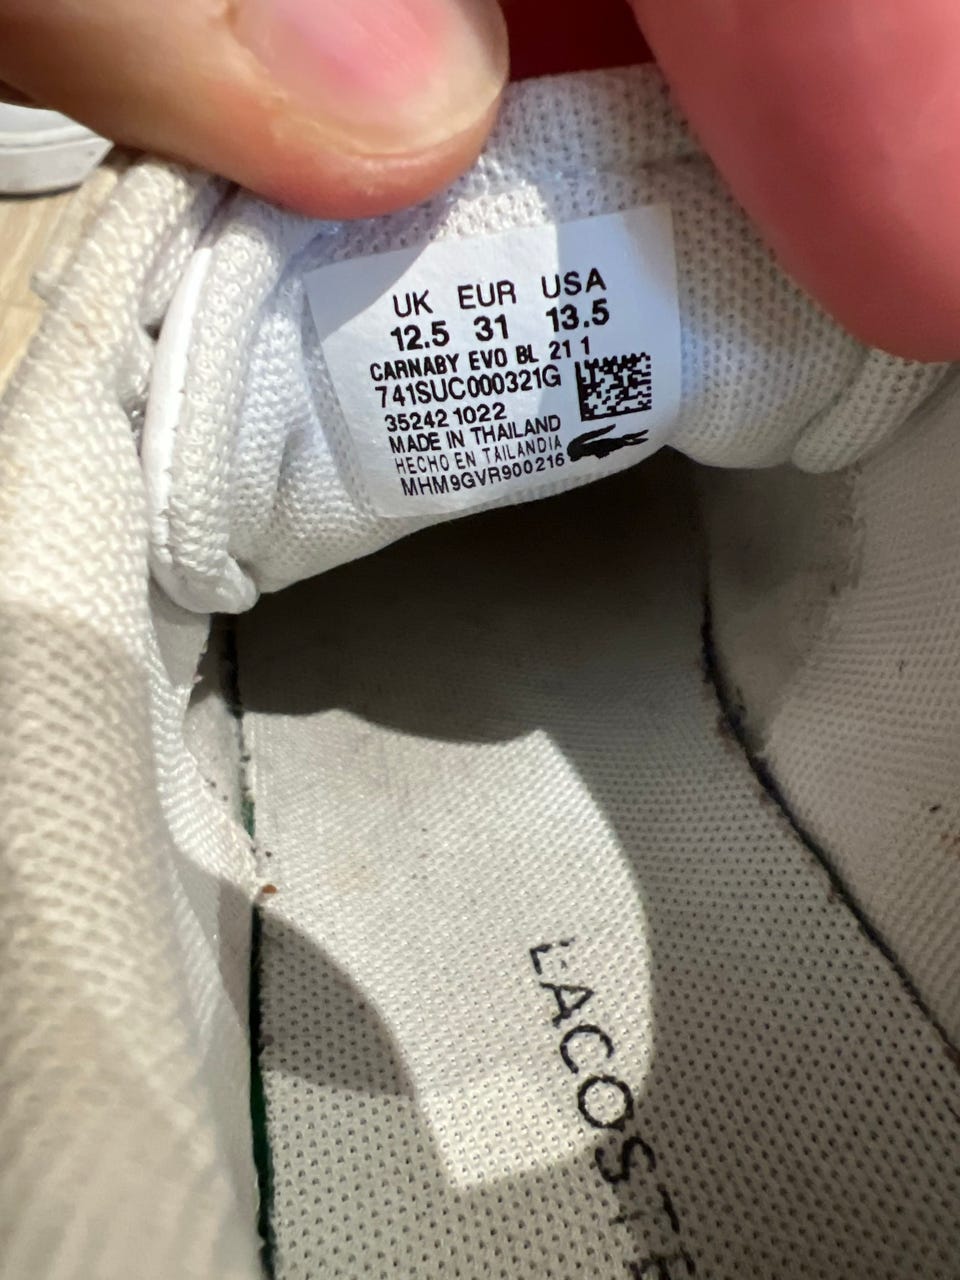 UK EUR USA
12.5 31 13.5
CARNABY EVO BL 21 1
741SUC000321G
35242 1022
MADE IN THAILAND
HECHO EN TAILANDIA
MHM9GVR900216
LACOSTE